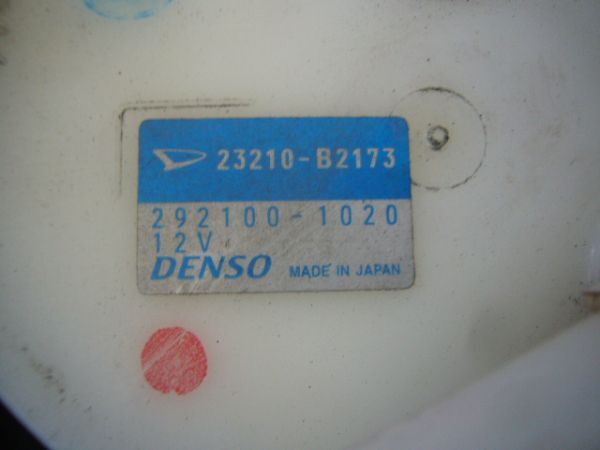 23210-B2173
292100-1020
12V
DENSO MADE IN JAPAN